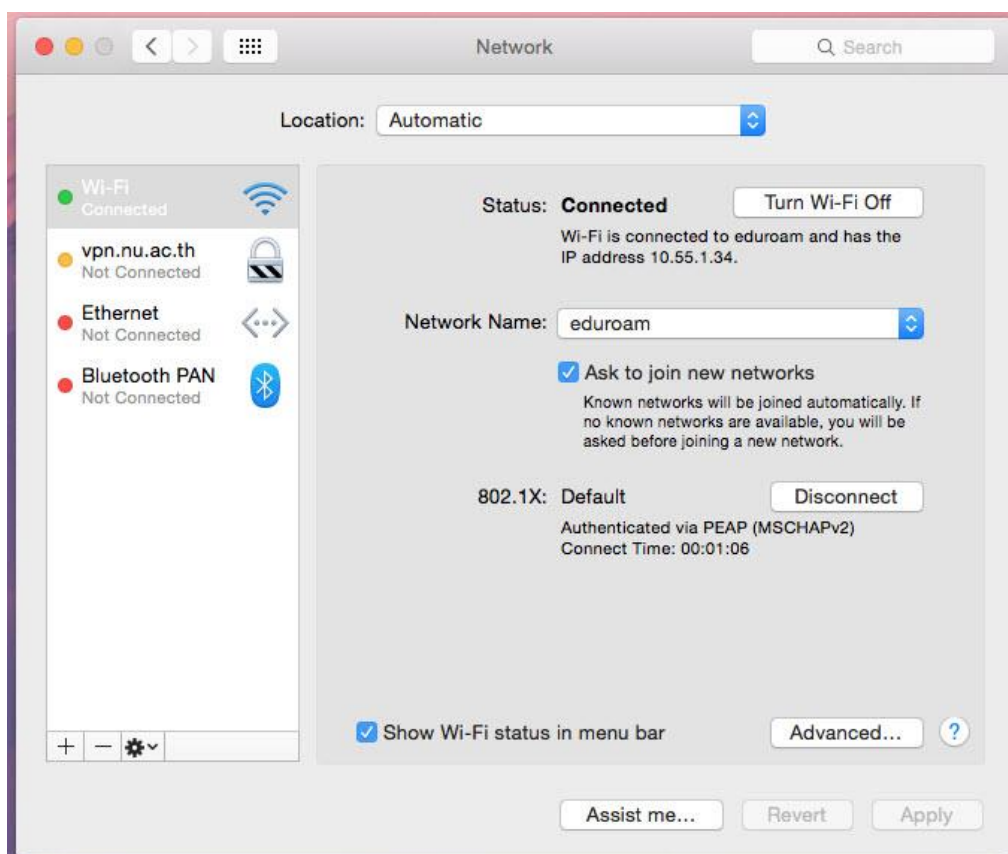 Network
Search
Location: Automatic
Wi-Fi
Connected
vpn.nu.ac.th
Not Connected
Ethernet
Not Connected
Bluetooth PAN
Not Connected
Status: Connected
Turn Wi-Fi Off
Wi-Fi is connected to eduroam and has the
IP address 10.55.1.34.
Network Name: eduroam
Ask to join new networks
Known networks will be joined automatically. If
no known networks are available, you will be
asked before joining a new network.
802.1X: Default
Disconnect
Authenticated via PEAP (MSCHAPv2)
Connect Time: 00:01:06
Show Wi-Fi status in menu bar
Advanced...
?
Assist me...
Revert
Apply